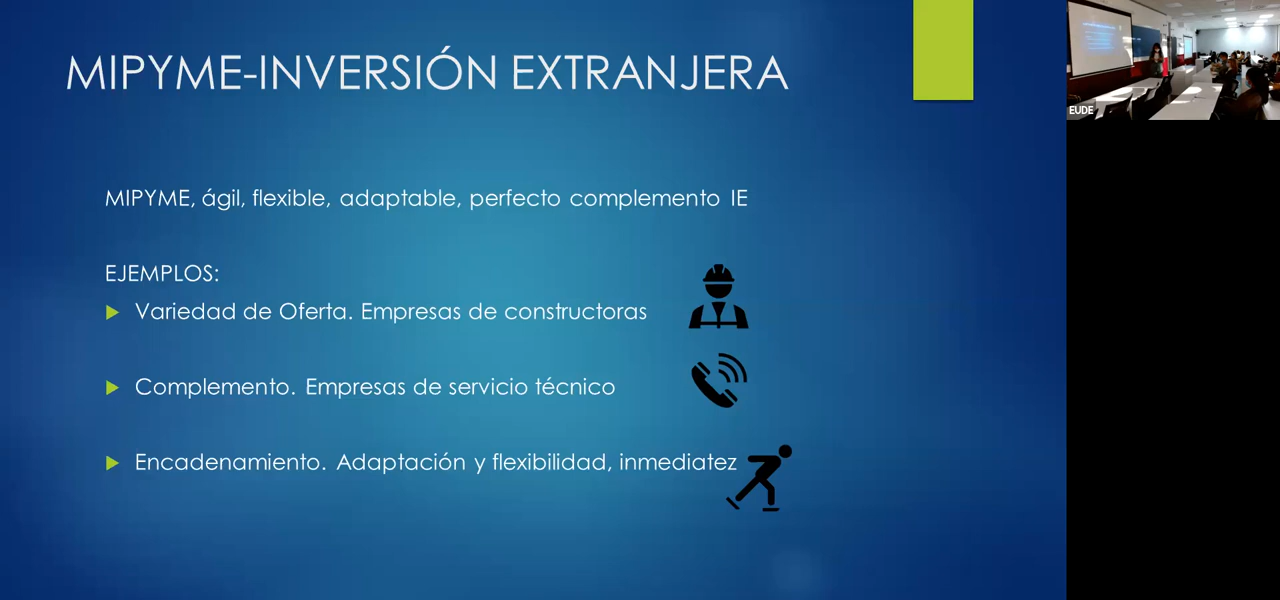 MIPYME-INVERSIÓN EXTRANJERA
MIPYME, ágil, flexible, adaptable, perfecto complemento IE
EJEMPLOS:
Variedad de Oferta. Empresas de constructoras
Complemento. Empresas de servicio técnico
Encadenamiento. Adaptación y flexibilidad, inmediatez
EUDE